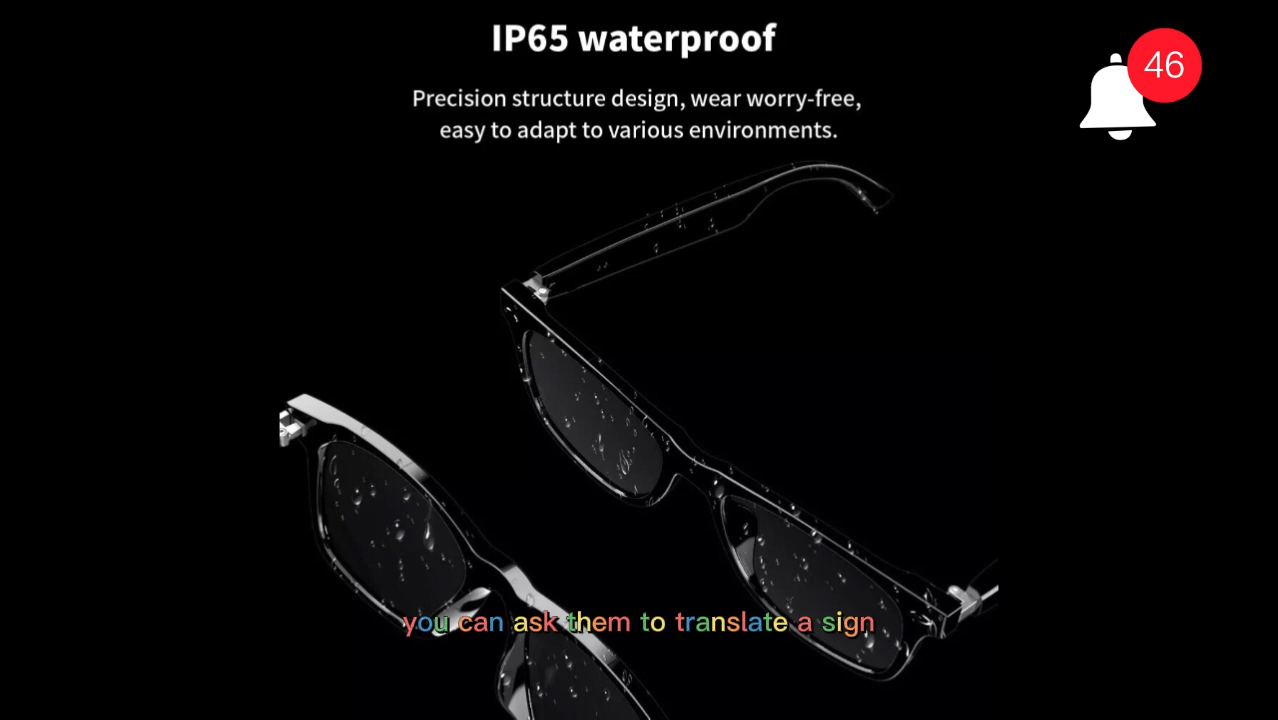 IP65 waterproof
46
Precision structure design, wear worry-free,
easy to adapt to various environments.
you can ask them to translate a sign